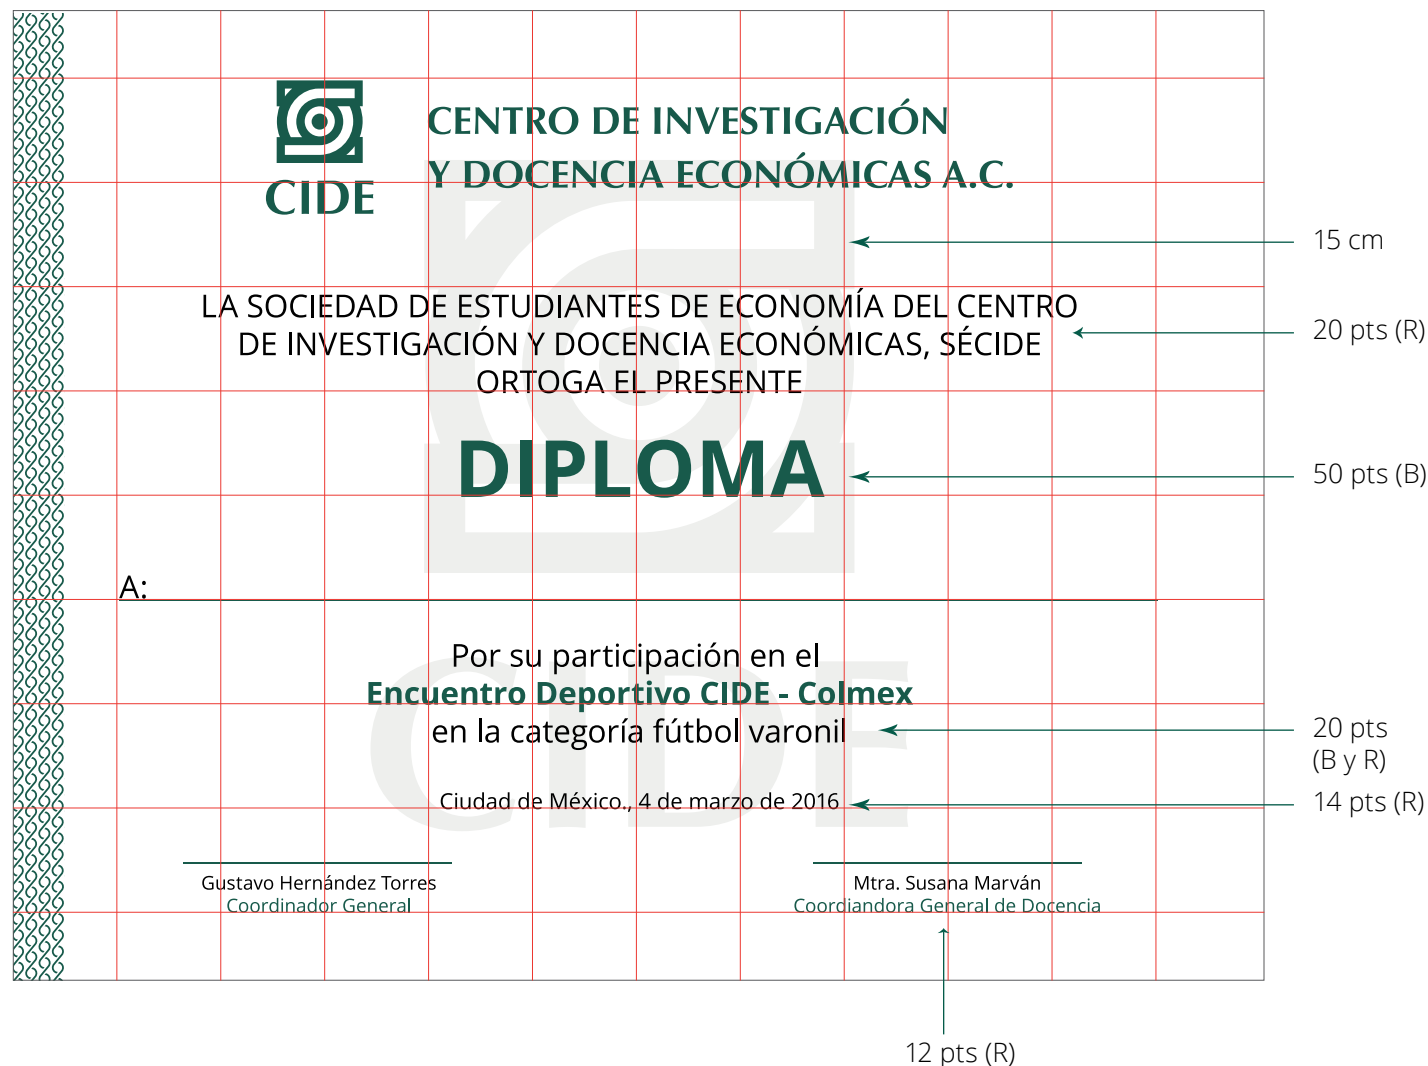 CENTRO DE INVESTIGACIÓN
Y DOCENCIA ECONÓMICAS A.C.
CIDE
15 cm
LA SOCIEDAD DE ESTUDIANTES DE ECONOMÍA DEL CENTRO
DE INVESTIGACIÓN Y DOCENCIA ECONÓMICAS, SÉCIDE
ORTOGA EL PRESENTE
20 pts (R)
DIPLOMA
50 pts (B)
A:
Por su participación en el
Encuentro Deportivo CIDE - Colmex
en la categoría fútbol varonil
20 pts
(B y R)
CIDE
Ciudad de México., 4 de marzo de 2016
14 pts (R)
Gustavo Hernández Torres
Coordinador General
Mtra. Susana Marván
Coordiandora General de Docencia
12 pts (R)